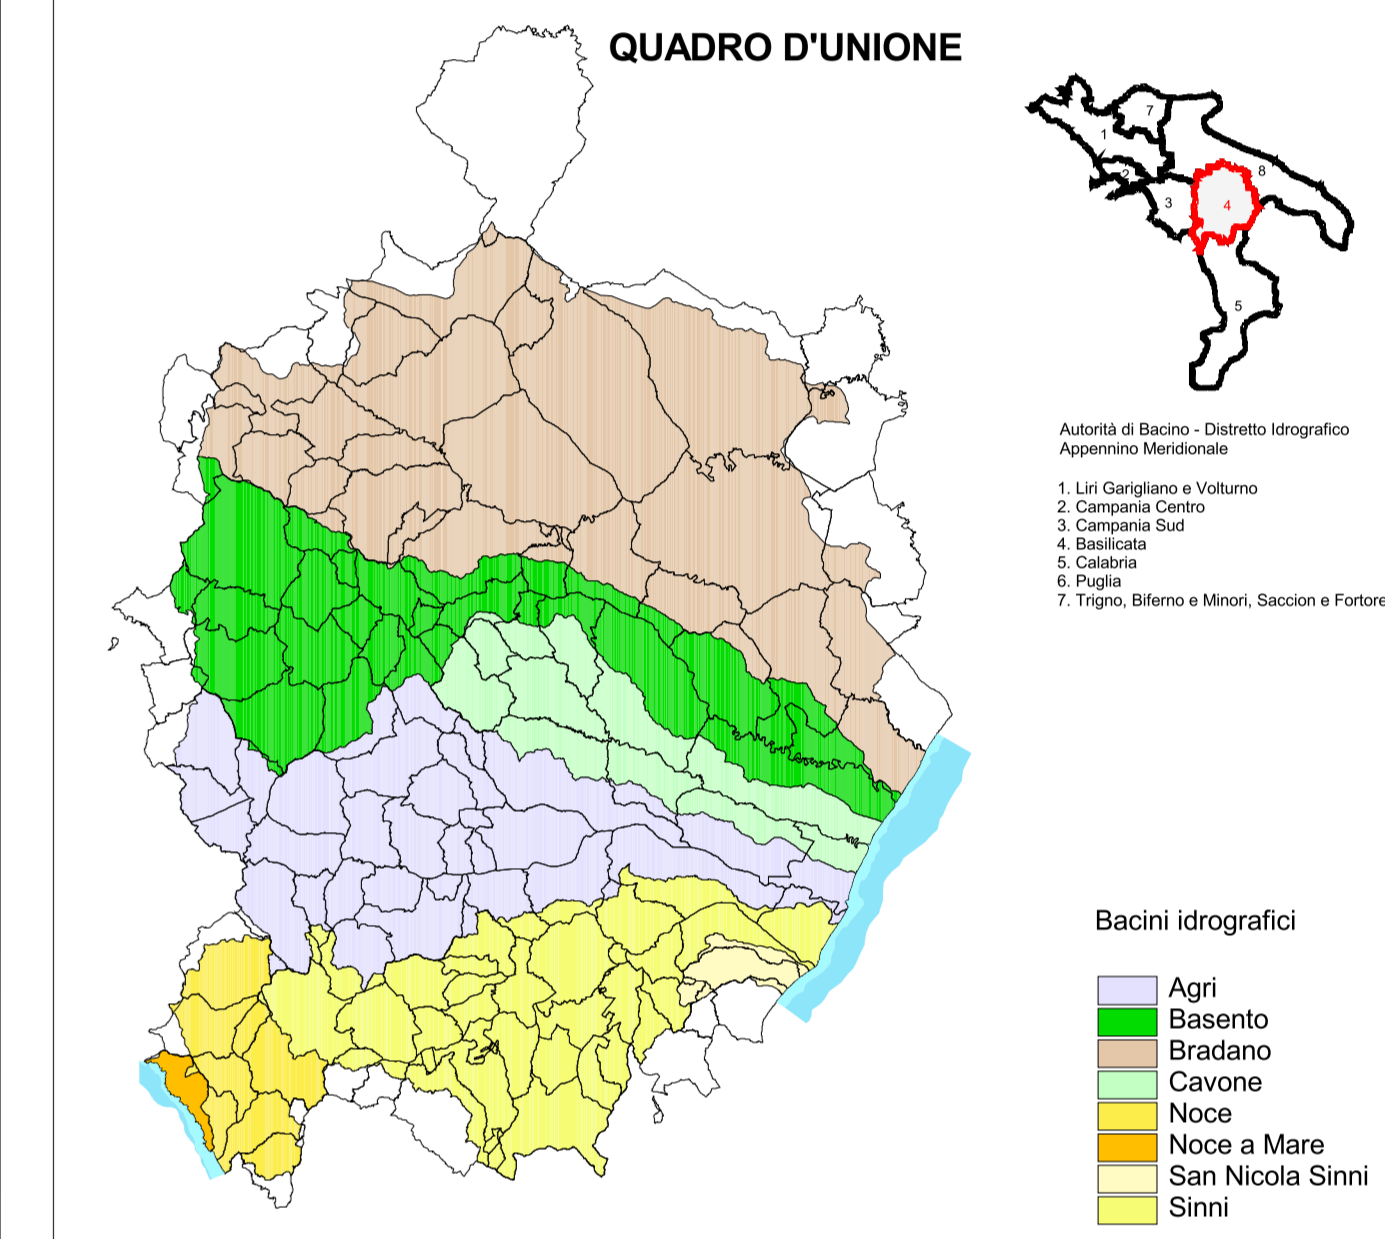 QUADRO D'UNIONE
7
1
8
2
3
4
5
Autorità di Bacino - Distretto Idrografico
Appennino Meridionale
1. Liri Garigliano e Volturno
2. Campania Centro
3. Campania Sud
4. Basilicata
5. Calabria
6. Puglia
7. Trigno, Biferno e Minori, Saccion e Fortore
Bacini idrografici
Agri
Basento
Bradano
Cavone
Noce
Noce a Mare
San Nicola Sinni
Sinni